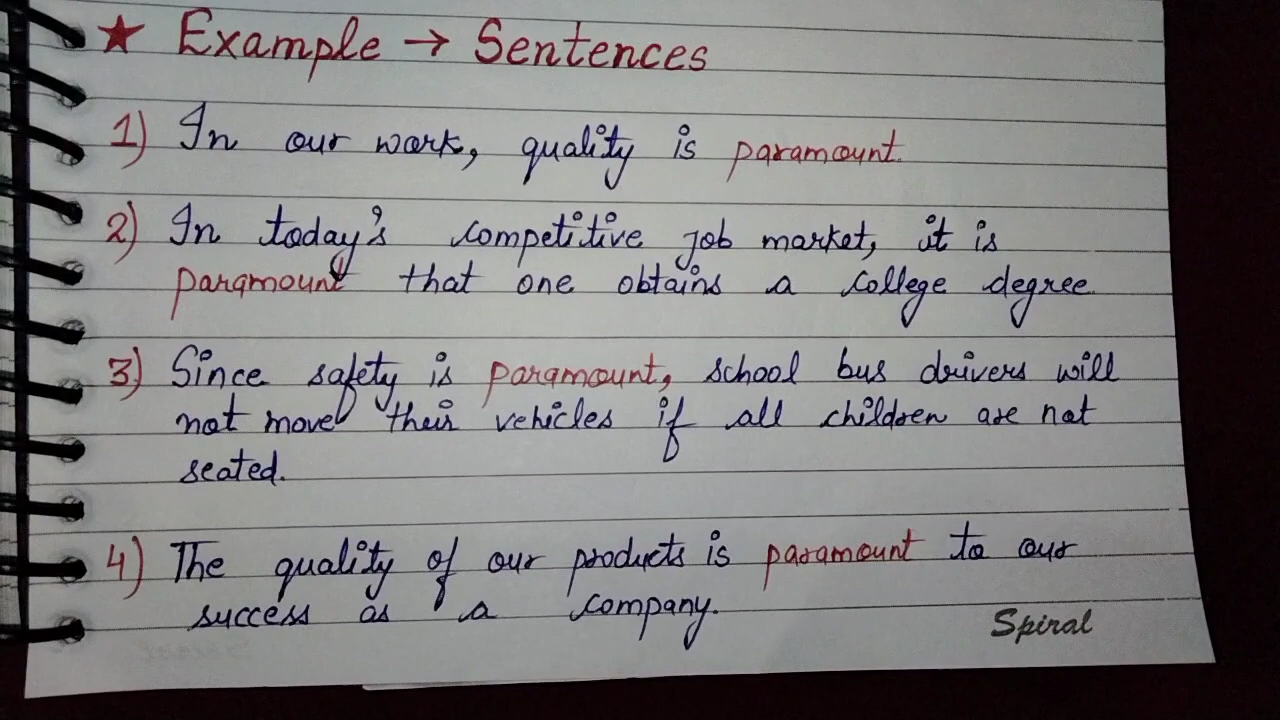 ★ Example → Sentences
1) In our work, quality is paramount.
2) In today's competitive job market, it is
paramount that one obtains a college degree.
3) Since safety is paramount, school bus drivers will
not move their vehicles if all children are not
seated.
4) The quality of our products is paramount to our
success as a company.
Spiral